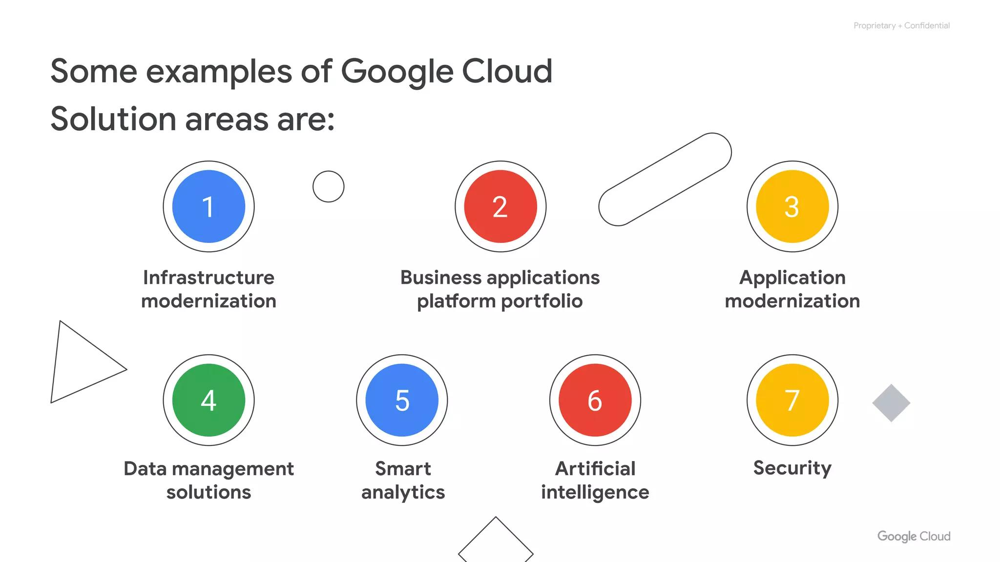 Proprietary + Confidential
Some examples of Google Cloud
Solution areas are:
1
2
3
Infrastructure
modernization
Business applications
platform portfolio
Application
modernization
4
5
6
7
Data management
solutions
Smart
analytics
Artificial
intelligence
Security
Google Cloud